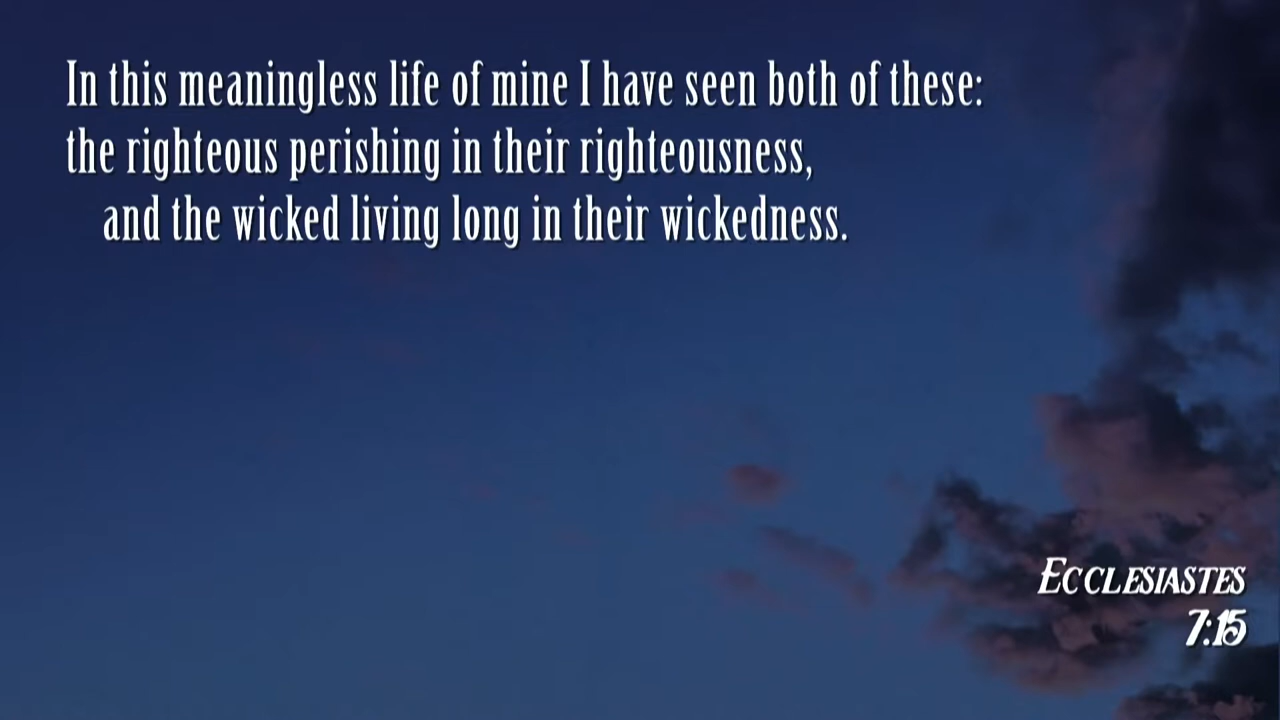 In this meaningless life of mine I have seen both of these:
the righteous perishing in their righteousness,
and the wicked living long in their wickedness.
Ecclesiastes
7:15